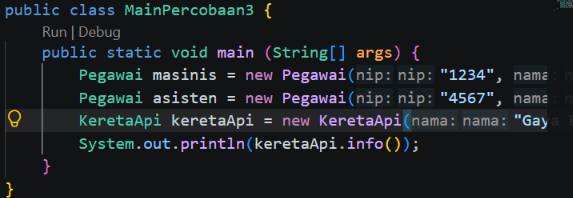 public class MainPercobaan3 {
Run | Debug
public static void main (String[] args) {
Pegawai masinis = new Pegawai(nip:nip:"1234", nama:
Pegawai asisten = new Pegawai(nip:nip:"4567", nama:
KeretaApi keretaApi = new KeretaApi(nama:nama:"Gaya
System.out.println(keretaApi.info());
}
}